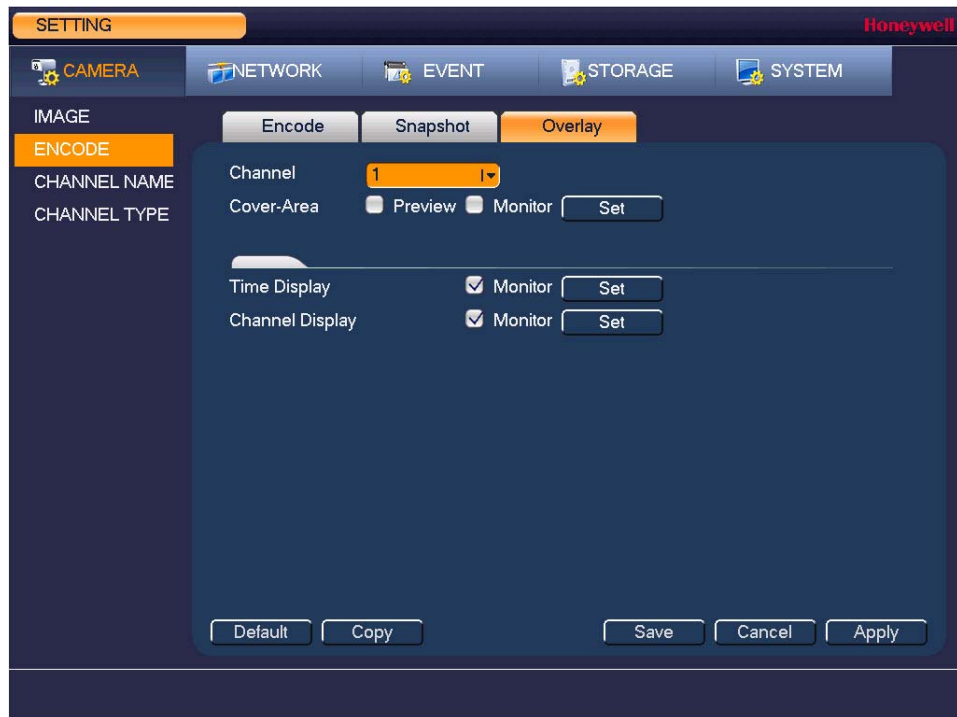 SETTING Honeywell
CAMERA NETWORK EVENT STORAGE SYSTEM
IMAGE
ENCODE
CHANNEL NAME
CHANNEL TYPE
Encode Snapshot Overlay
Channel 1
Cover-Area Preview Monitor Set
Time Display Monitor Set
Channel Display Monitor Set
Default Copy Save Cancel Apply